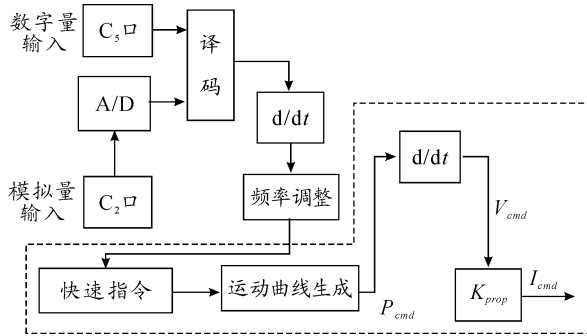 数字量
输入
C₅口
译
码
A/D
d/dt
d/dt
模拟量
输入
C₂口
频率调整
V_cmd
快速指令
运动曲线生成
P_cmd
K_prop
I_cmd